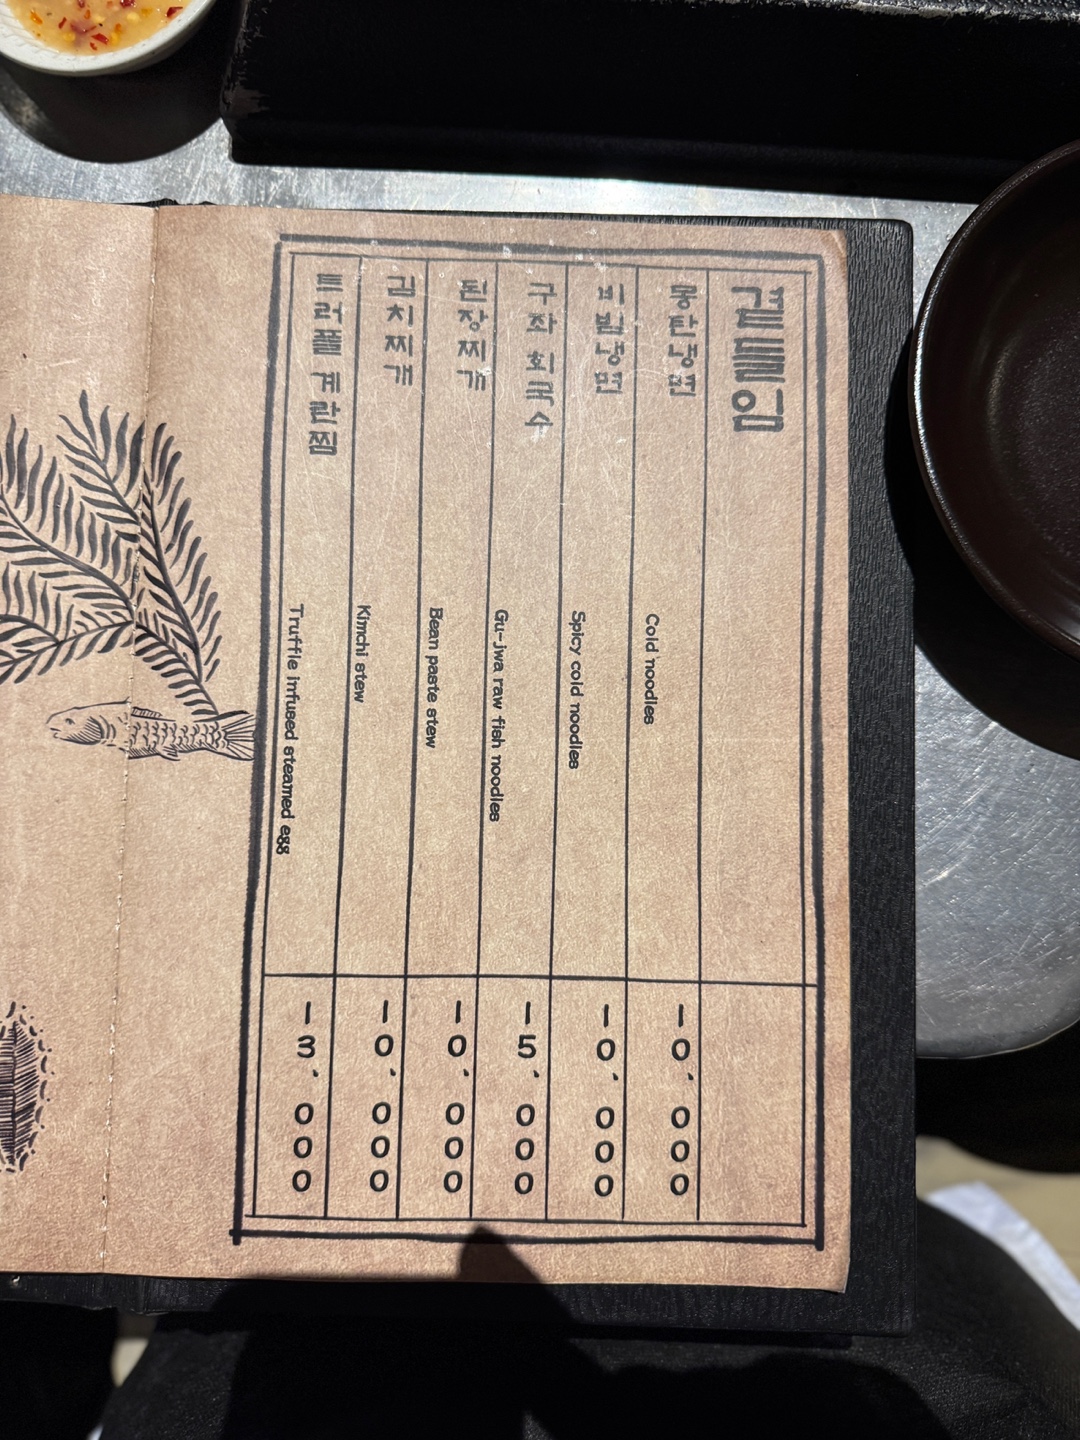 곁들임
몽탄냉면
Cold noodles
10,000
비빔냉면
Spicy cold noodles
10,000
구좌 회국수
Gu-jwa raw fish noodles
15,000
된장찌개
Bean paste stew
10,000
김치찌개
Kimchi stew
10,000
트러플 계란찜
Truffle infused steamed egg
13,000